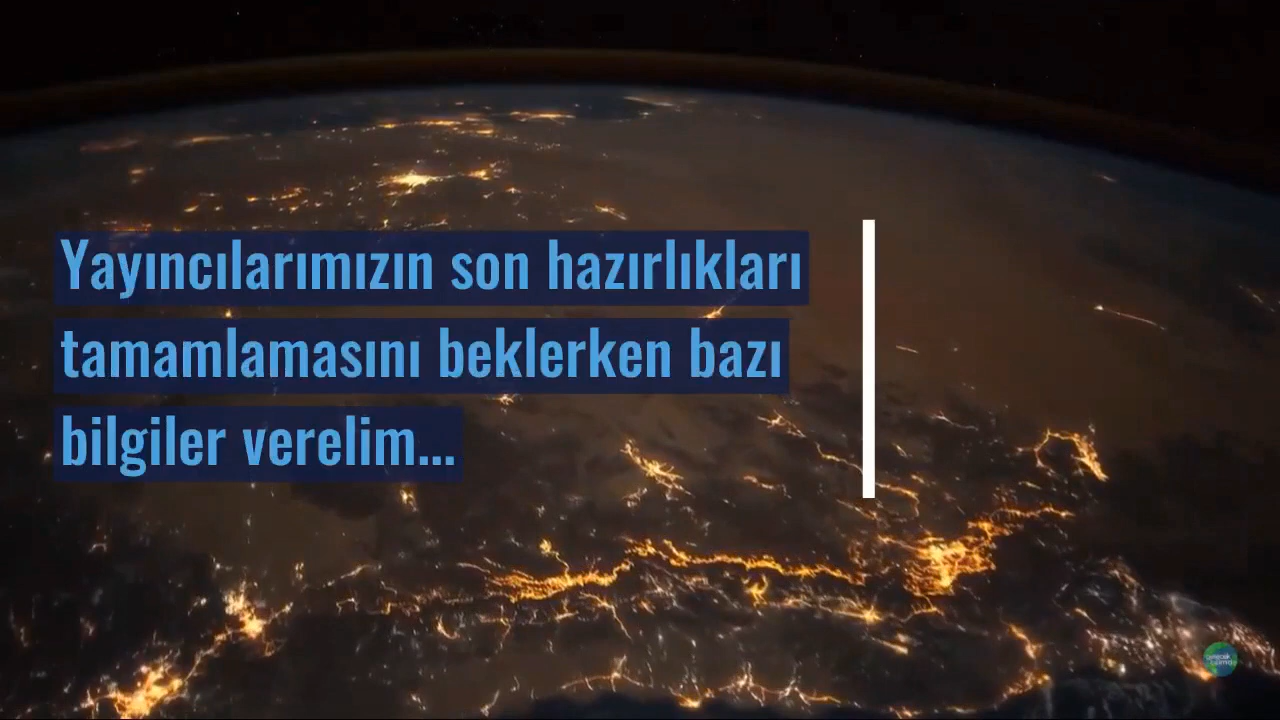 Yayıncılarımızın son hazırlıkları
tamamlamasını beklerken bazı
bilgiler verelim...